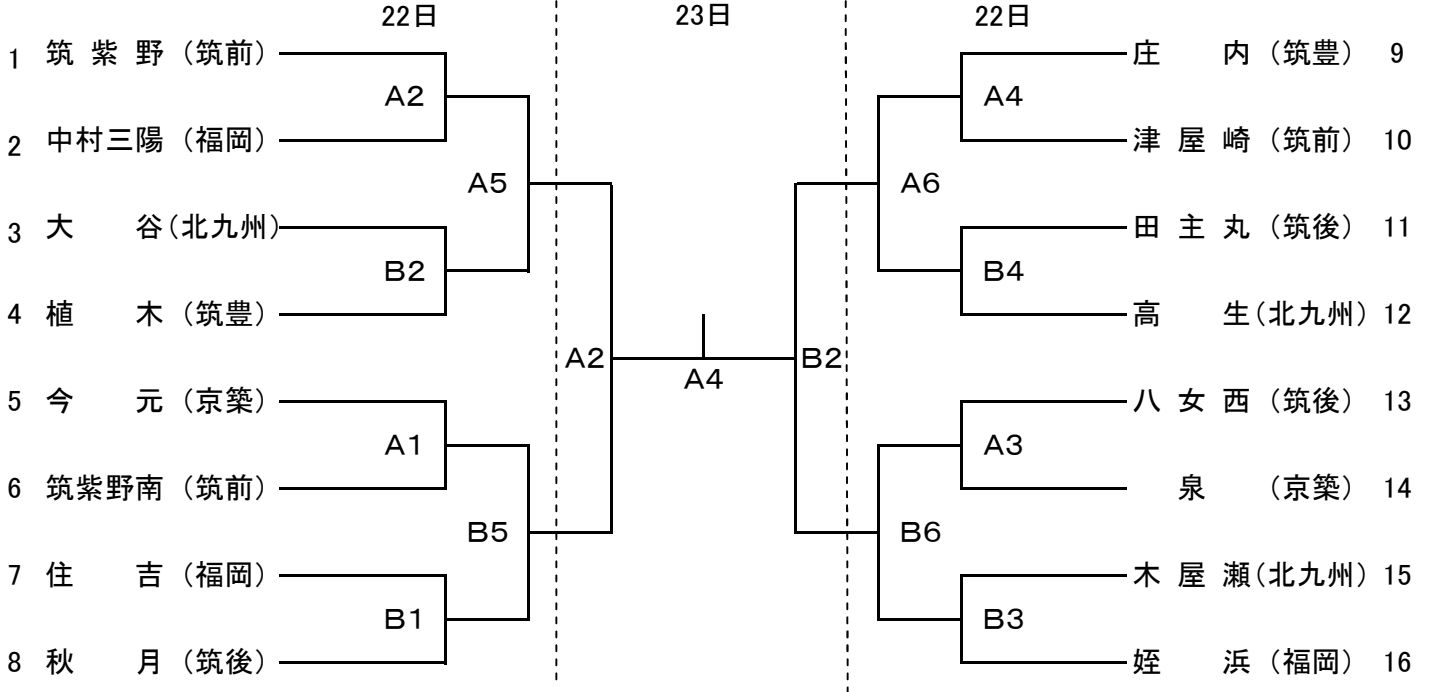 22日 23日 22日
1 筑紫野(筑前) 庄内(筑豊) 9
A2 A4
2 中村三陽(福岡) 津屋崎(筑前) 10
A5 A6
3 大谷(北九州) 田主丸(筑後) 11
B2 B4
4 植木(筑豊) 高生(北九州) 12
A2 B2
A4
5 今元(京築) 八女西(筑後) 13
A1 A3
6 筑紫野南(筑前) 泉(京築) 14
B5 B6
7 住吉(福岡) 木屋瀬(北九州) 15
B1 B3
8 秋月(筑後) 姪浜(福岡) 16